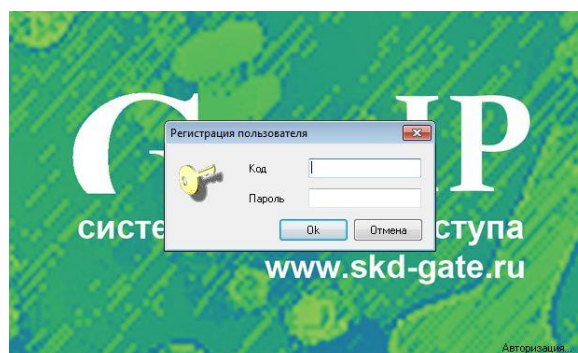 G IP
Регистрация пользователя
Код
Пароль
Ok Отмена
систе ступа
www.skd-gate.ru
Авторизация...